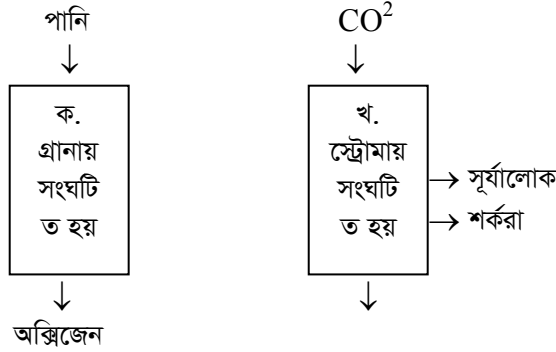 পানি
CO²
ক.
গ্রানায়
সংঘটি
ত হয়
খ.
স্ট্রোমায়
সংঘটি
ত হয়
সূর্যালোক
শর্করা
অক্সিজেন